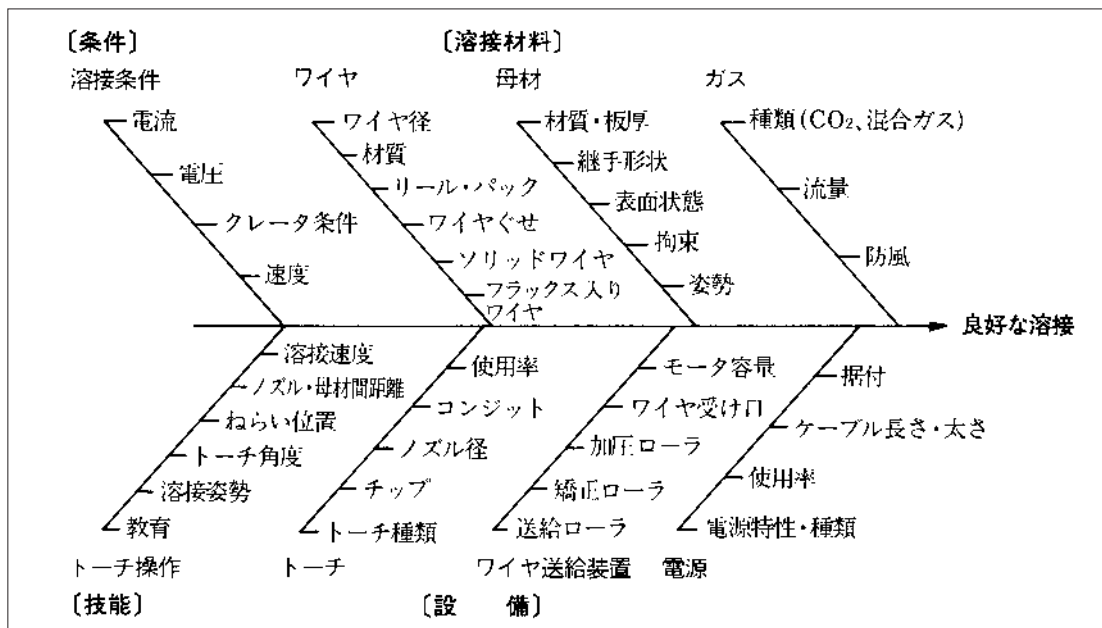 〔条件〕
〔溶接材料〕
溶接条件
ワイヤ
母材
ガス
電流
電圧
クレータ条件
速度
ワイヤ径
材質
リール・パック
ワイヤぐせ
ソリッドワイヤ
フラックス入り
ワイヤ
材質・板厚
継手形状
表面状態
拘束
姿勢
種類(CO₂、混合ガス)
流量
防風
良好な溶接
溶接速度
ノズル・母材間距離
ねらい位置
トーチ角度
溶接姿勢
教育
使用率
コンジット
ノズル径
チップ
トーチ種類
モータ容量
ワイヤ受け口
加圧ローラ
矯正ローラ
送給ローラ
据付
ケーブル長さ・太さ
使用率
電源特性・種類
トーチ操作
トーチ
ワイヤ送給装置
電源
〔技能〕
〔設　備〕